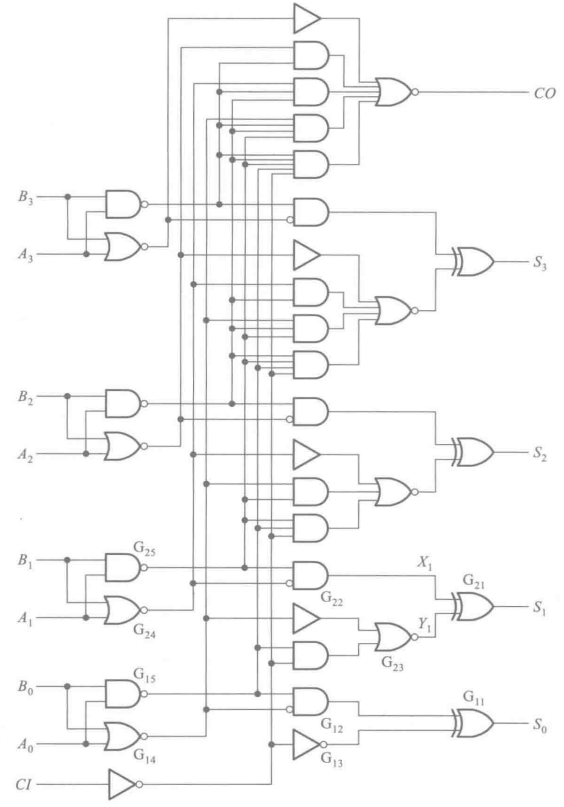 CO
B₃
A₃
S₃
B₂
A₂
S₂
G₂₅
B₁
X₁
G₂₁
G₂₂
S₁
A₁
G₂₄
Y₁
G₂₃
G₁₅
B₀
G₁₁
G₁₂
S₀
A₀
G₁₄
G₁₃
CI